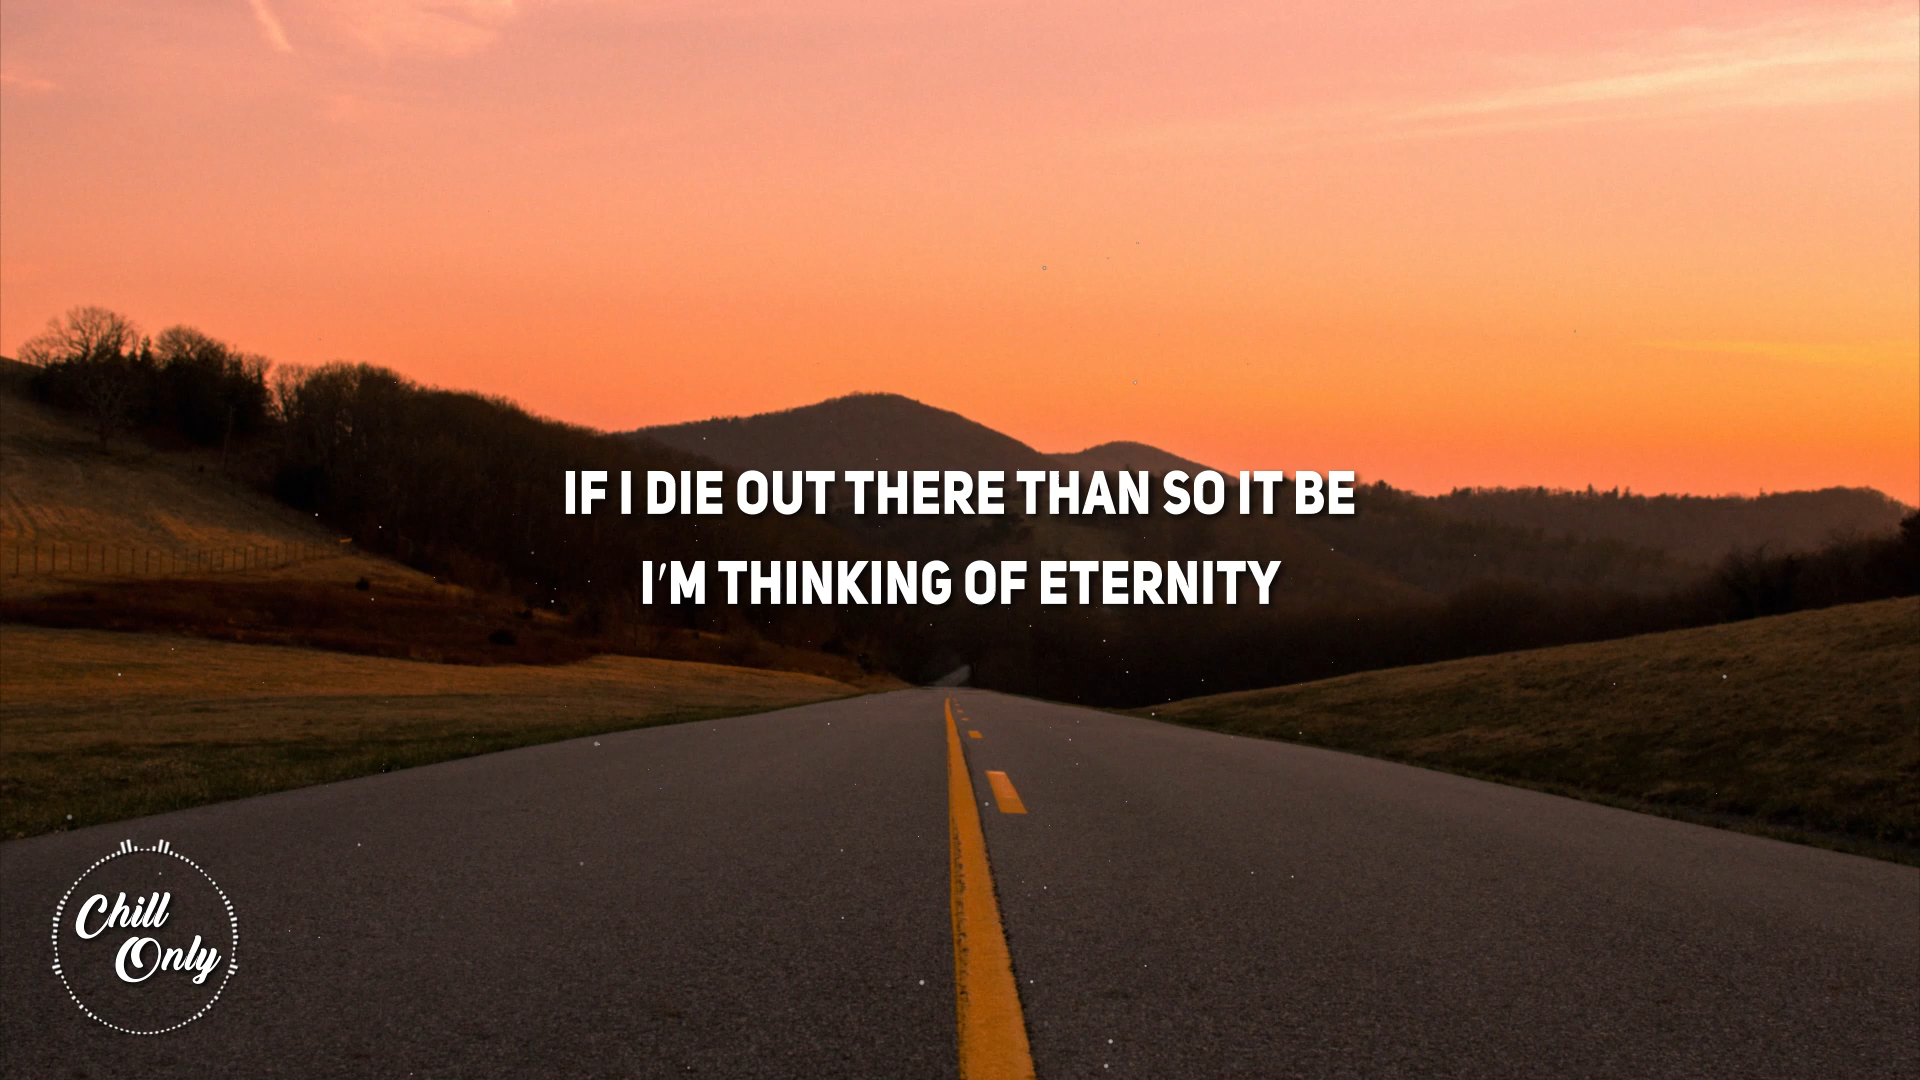 IF I DIE OUT THERE THAN SO IT BE
I'M THINKING OF ETERNITY
Chill
Only